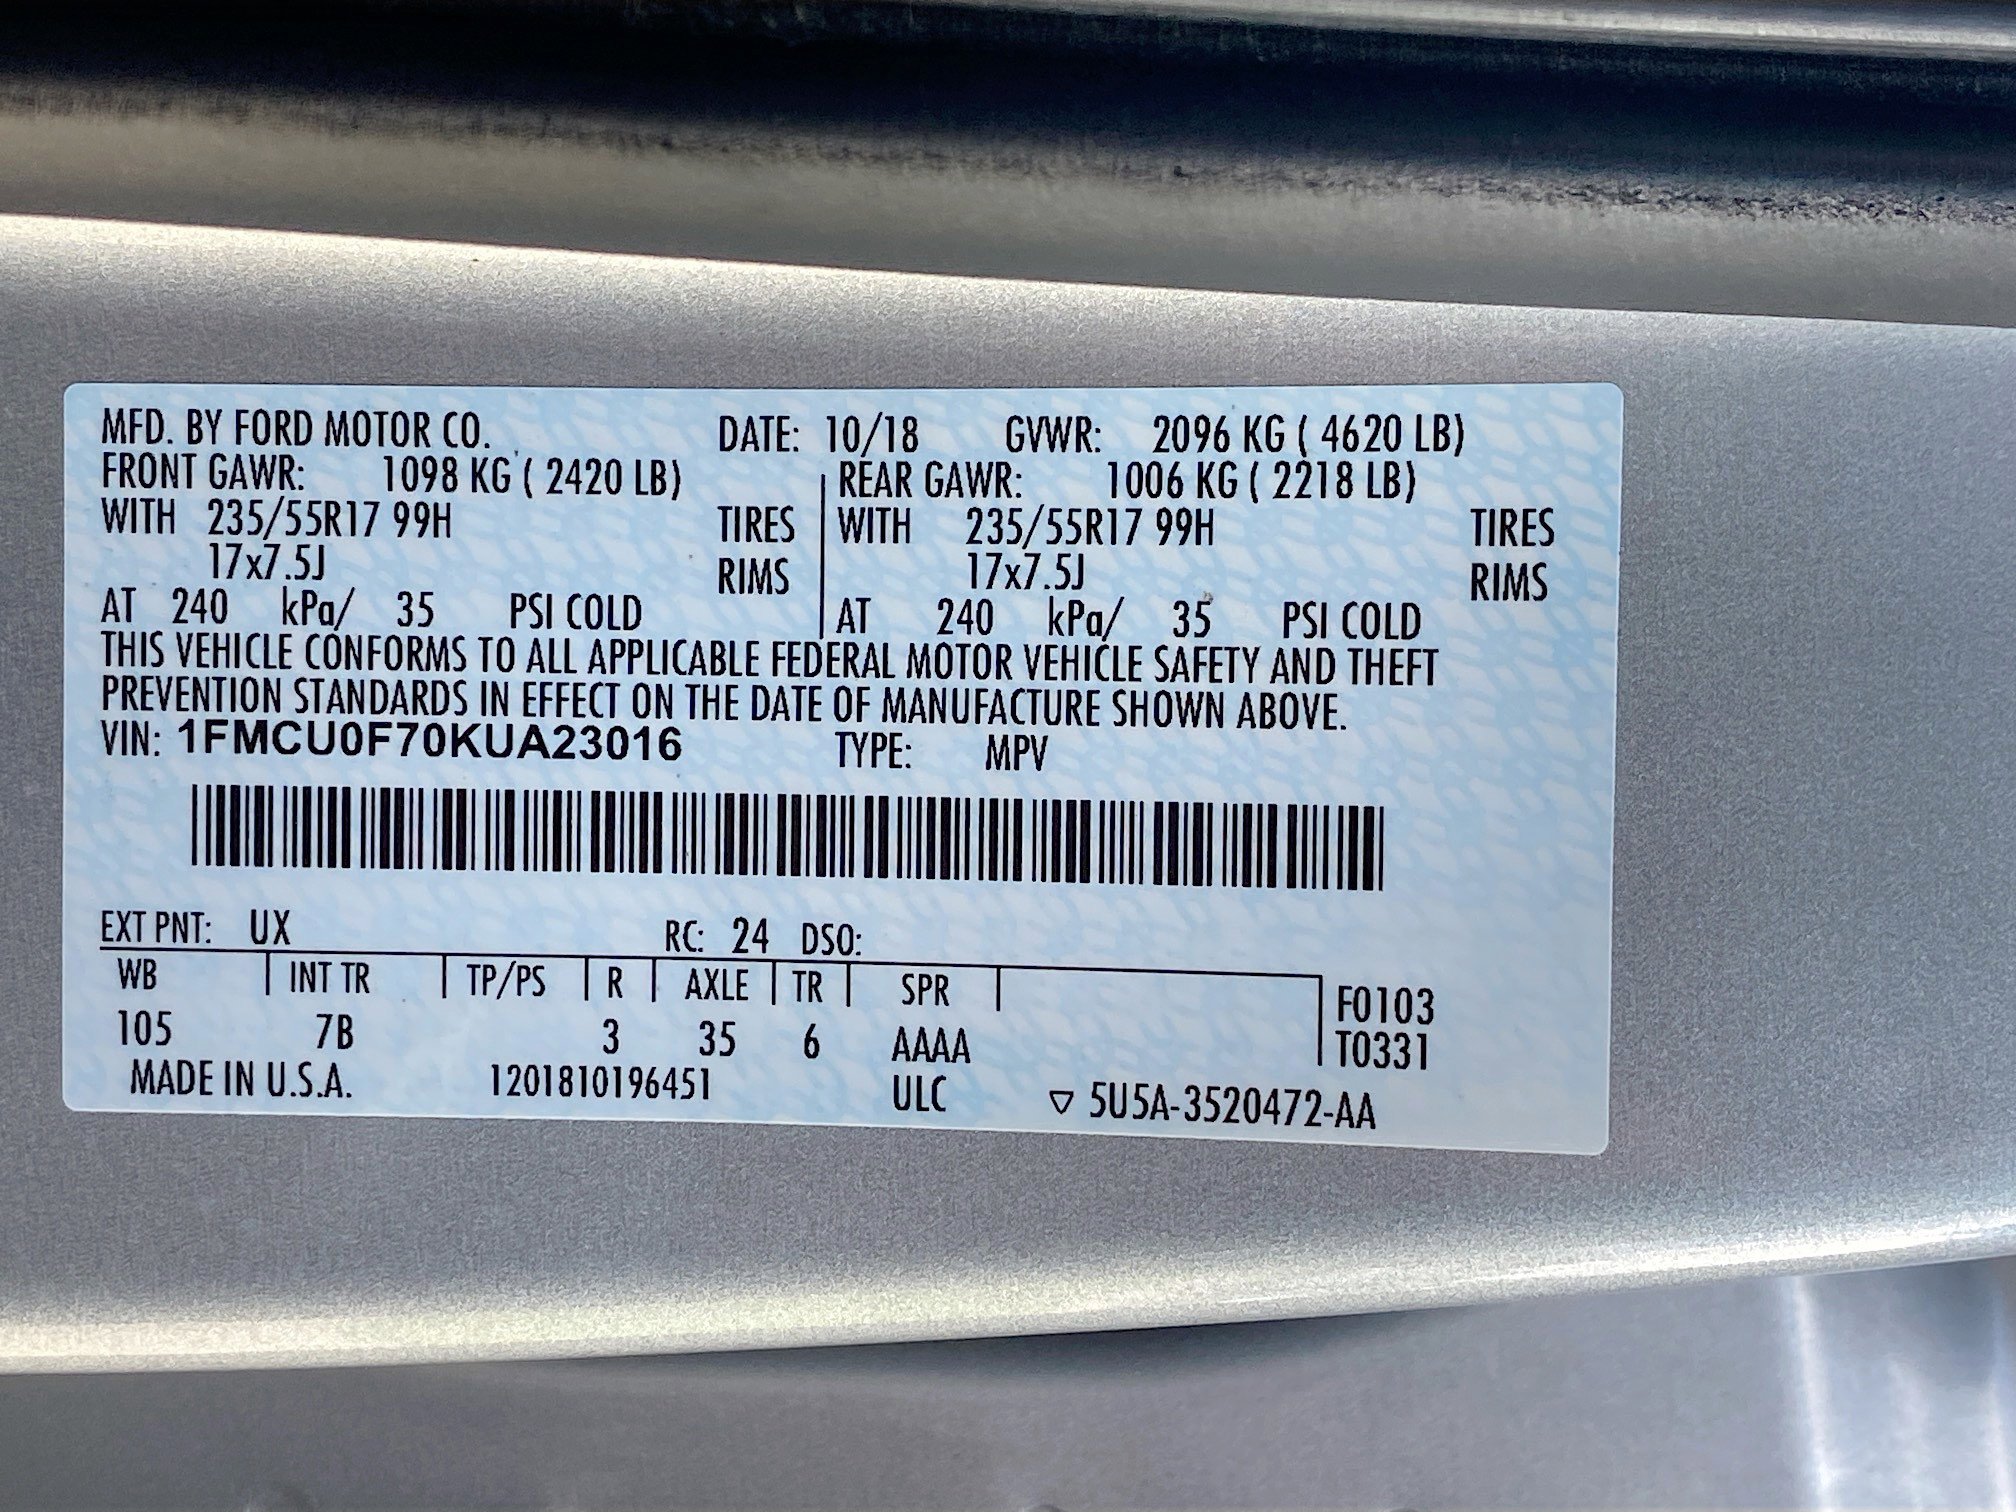 MFD. BY FORD MOTOR CO. DATE: 10/18 GVWR: 2096 KG ( 4620 LB)
FRONT GAWR: 1098 KG ( 2420 LB) REAR GAWR: 1006 KG ( 2218 LB)
WITH 235/55R17 99H TIRES WITH 235/55R17 99H TIRES
17x7.5J RIMS 17x7.5J RIMS
AT 240 kPa/ 35 PSI COLD AT 240 kPa/ 35 PSI COLD
THIS VEHICLE CONFORMS TO ALL APPLICABLE FEDERAL MOTOR VEHICLE SAFETY AND THEFT
PREVENTION STANDARDS IN EFFECT ON THE DATE OF MANUFACTURE SHOWN ABOVE.
VIN: 1FMCU0F70KUA23016 TYPE: MPV
EXT PNT: UX RC: 24 DSO:
WB INT TR TP/PS R AXLE TR SPR F0103
105 7B 3 35 6 AAAA T0331
MADE IN U.S.A. 1201810196451 ULC ▽ 5U5A-3520472-AA